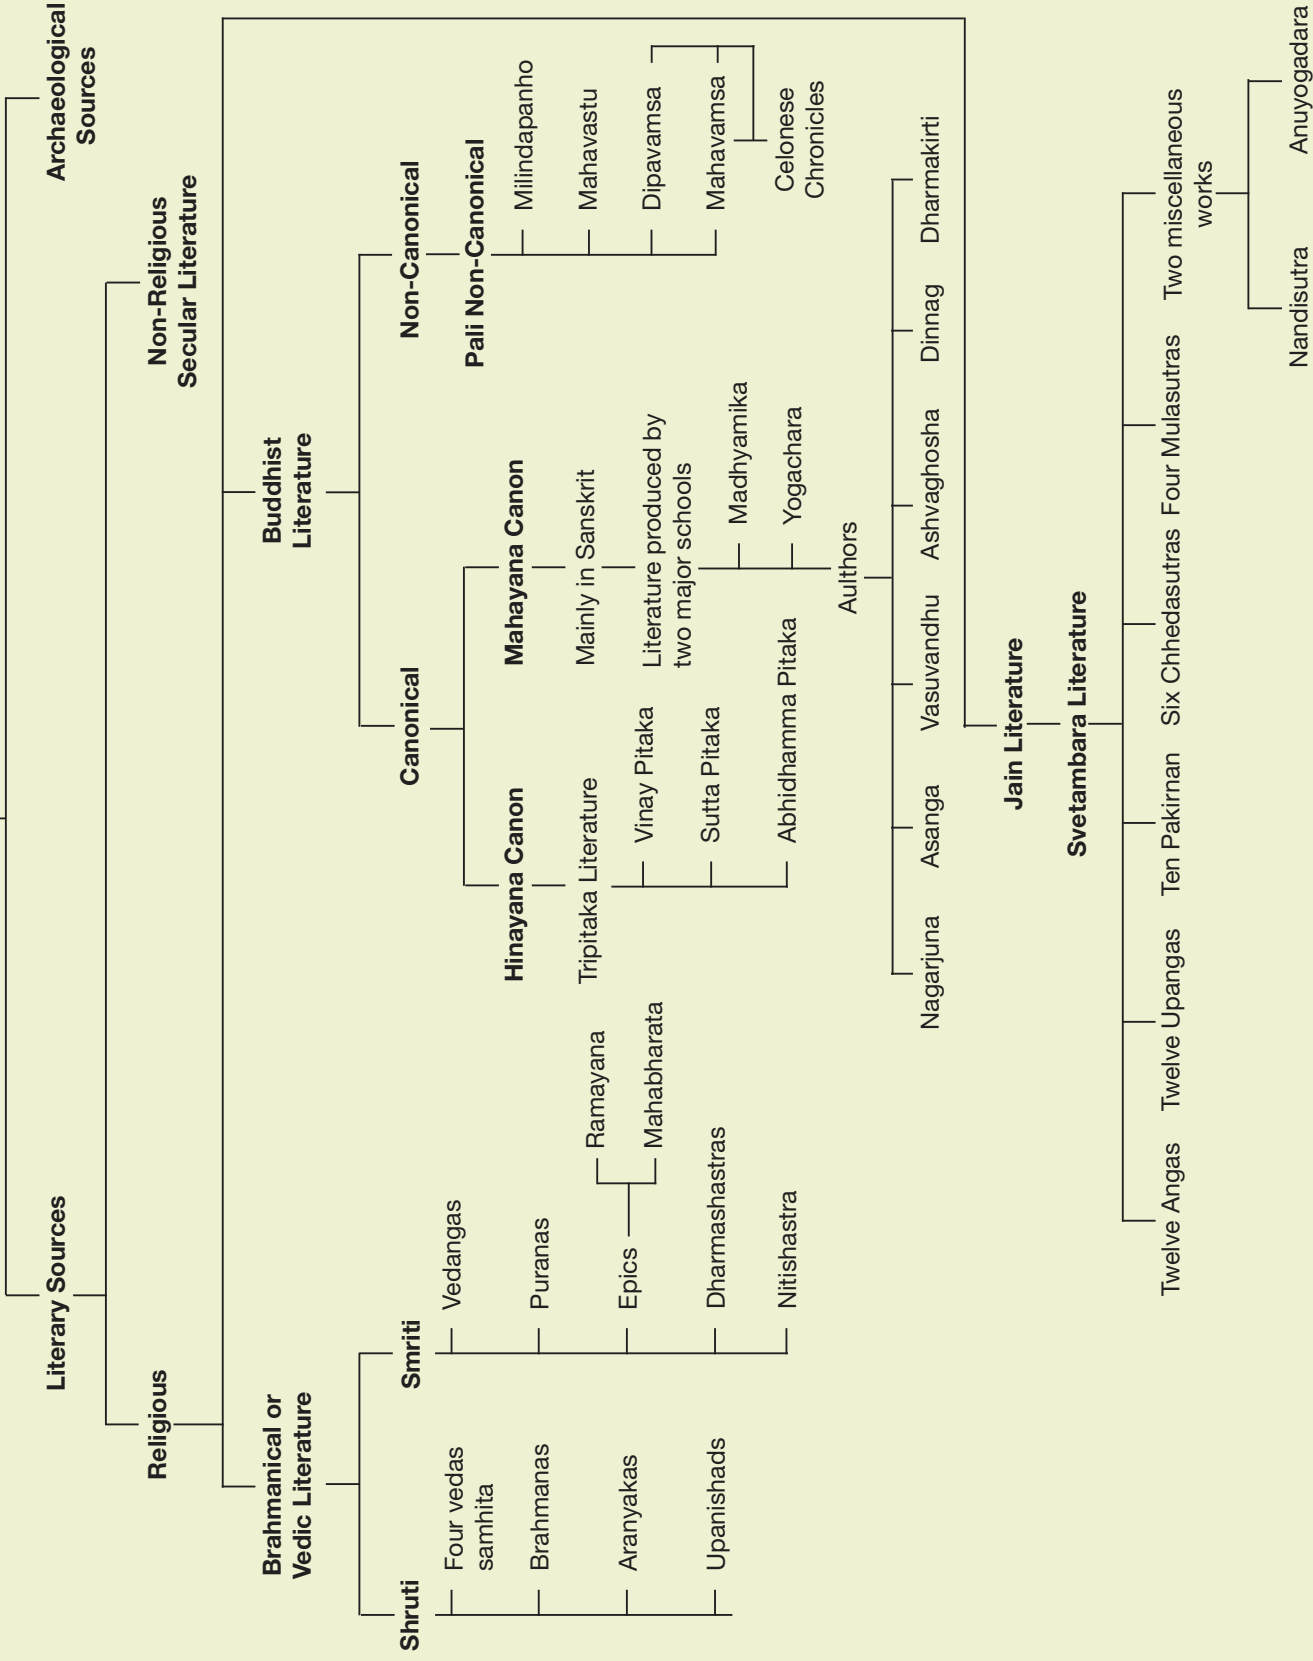 Literary Sources
Archaeological
Sources
Religious
Non-Religious
Secular Literature
Brahmanical or
Vedic Literature
Shruti
Four vedas
samhita
Brahmanas
Aranyakas
Upanishads
Smriti
Vedangas
Puranas
Epics
Ramayana
Mahabharata
Dharmashastras
Nitishastra
Buddhist
Literature
Canonical
Hinayana Canon
Tripitaka Literature
Vinay Pitaka
Sutta Pitaka
Abhidhamma Pitaka
Mahayana Canon
Mainly in Sanskrit
Literature produced by
two major schools
Madhyamika
Yogachara
Aulthors
Nagarjuna
Asanga
Vasuvandhu
Ashvaghosha
Dinnag
Dharmakirti
Non-Canonical
Pali Non-Canonical
Milindapanho
Mahavastu
Dipavamsa
Mahavamsa
Celonese
Chronicles
Jain Literature
Svetambara Literature
Twelve Angas
Twelve Upangas
Ten Pakirnan
Six Chhedasutras
Four Mulasutras
Two miscellaneous
works
Nandisutra
Anuyogadara